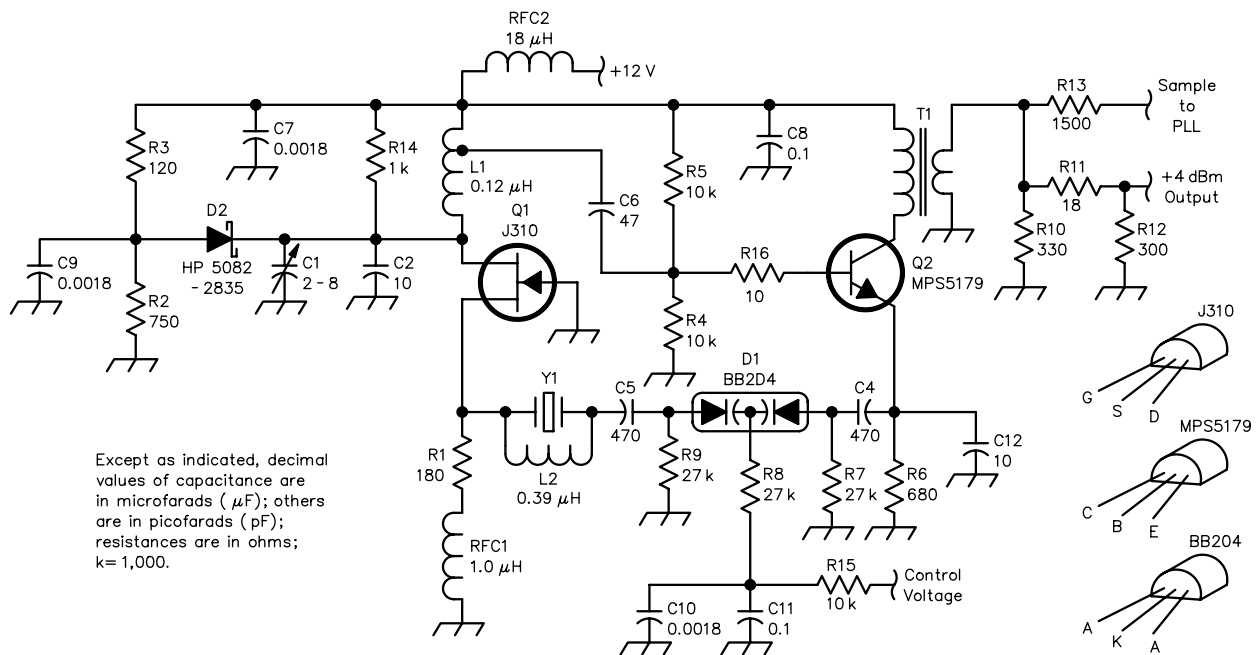 RFC2
18 μH
+12 V
R3
120
C7
0.0018
R14
1 k
L1
0.12 μH
C6
47
R5
10 k
C8
0.1
T1
R13
1500
Sample
to
PLL
R11
18
+4 dBm
Output
R10
330
R12
300
Q1
J310
D2
HP 5082
- 2835
C9
0.0018
R2
750
C1
2 - 8
C2
10
R16
10
Q2
MPS5179
R4
10 k
D1
BB2D4
Y1
C5
470
C4
470
C12
10
R1
180
L2
0.39 μH
R9
27 k
R8
27 k
R7
27 k
R6
680
RFC1
1.0 μH
R15
10 k
Control
Voltage
C10
0.0018
C11
0.1
Except as indicated, decimal
values of capacitance are
in microfarads ( μF); others
are in picofarads ( pF);
resistances are in ohms;
k= 1,000.
J310
G
S
D
MPS5179
C
B
E
BB204
A
K
A